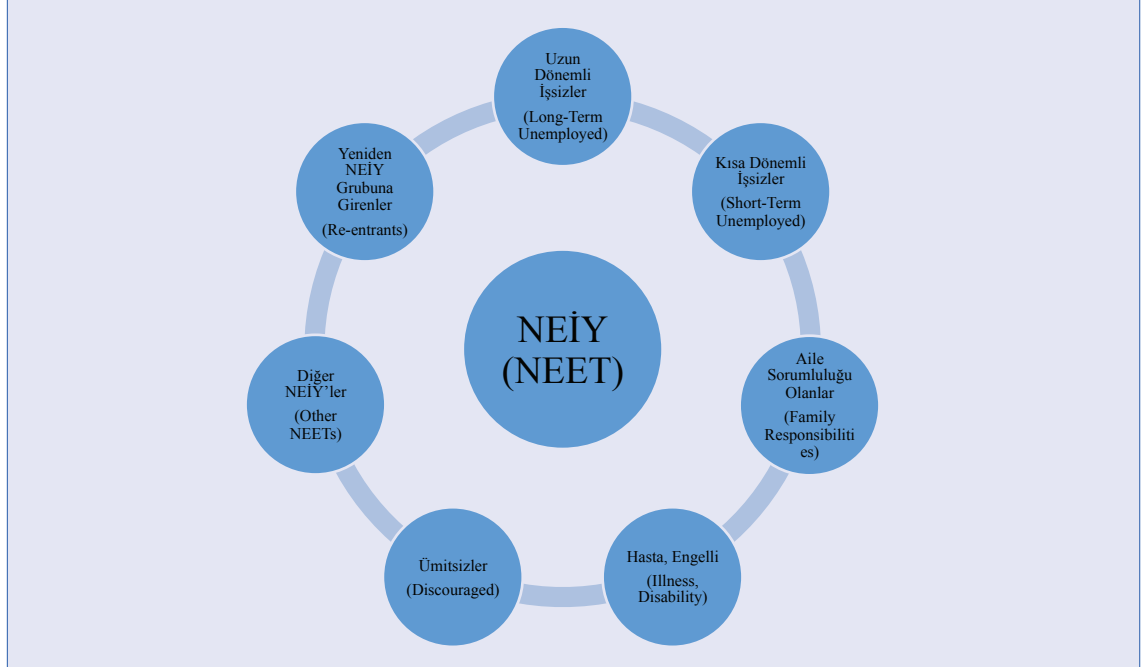 Uzun
Dönemli
İşsizler
(Long-Term
Unemployed)
Kısa Dönemli
İşsizler
(Short-Term
Unemployed)
Aile
Sorumluluğu
Olanlar
(Family
Responsibiliti
es)
Hasta, Engelli
(Illness,
Disability)
Ümitsizler
(Discouraged)
Diğer
NEİY’ler
(Other
NEETs)
Yeniden
NEİY
Grubuna
Girenler
(Re-entrants)
NEİY
(NEET)